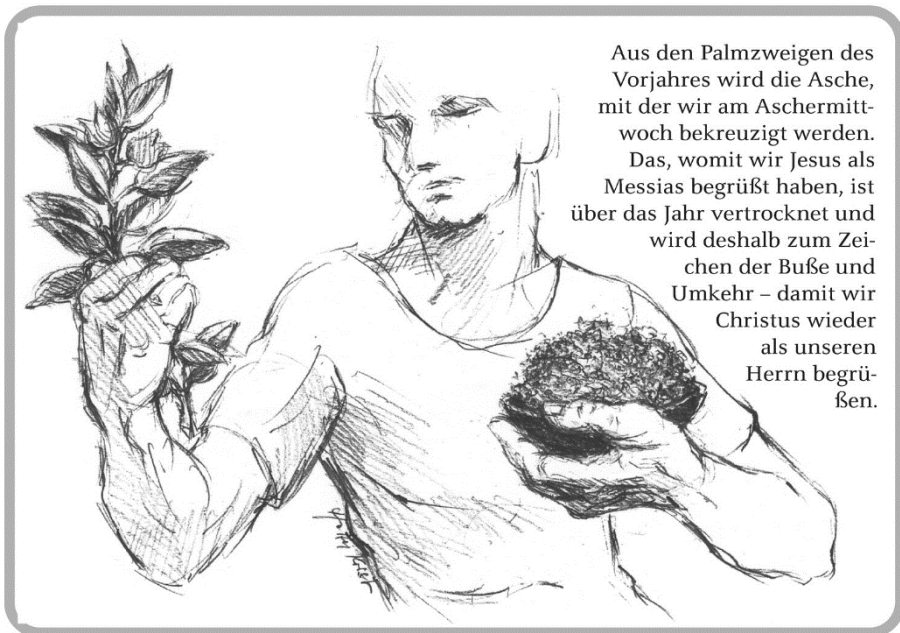 Aus den Palmzweigen des
Vorjahres wird die Asche,
mit der wir am Aschermitt-
woch bekreuzigt werden.
Das, womit wir Jesus als
Messias begrüßt haben, ist
über das Jahr vertrocknet und
wird deshalb zum Zei-
chen der Buße und
Umkehr – damit wir
Christus wieder
als unseren
Herrn begrü-
ßen.